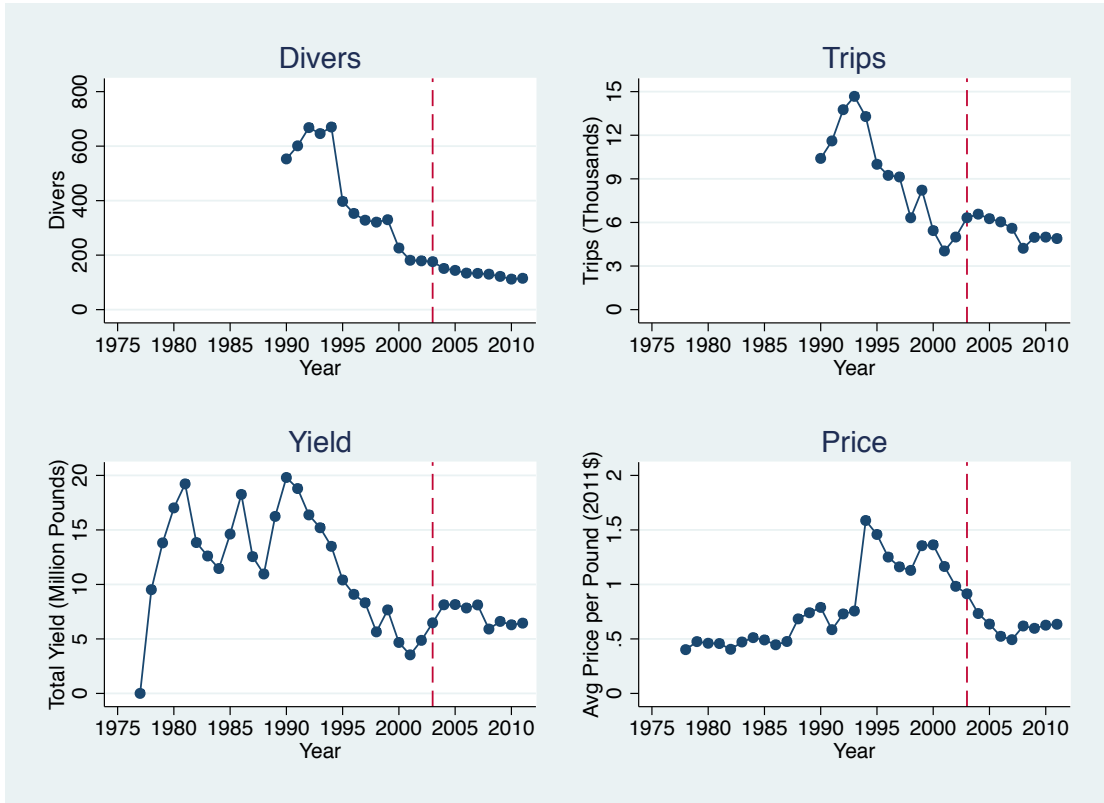 Divers
Divers
0 200 400 600 800
1975 1980 1985 1990 1995 2000 2005 2010
Year
Trips
Trips (Thousands)
0 3 6 9 12 15
1975 1980 1985 1990 1995 2000 2005 2010
Year
Yield
Total Yield (Million Pounds)
0 5 10 15 20
1975 1980 1985 1990 1995 2000 2005 2010
Year
Price
Avg Price per Pound (2011$)
0 .5 1 1.5 2
1975 1980 1985 1990 1995 2000 2005 2010
Year